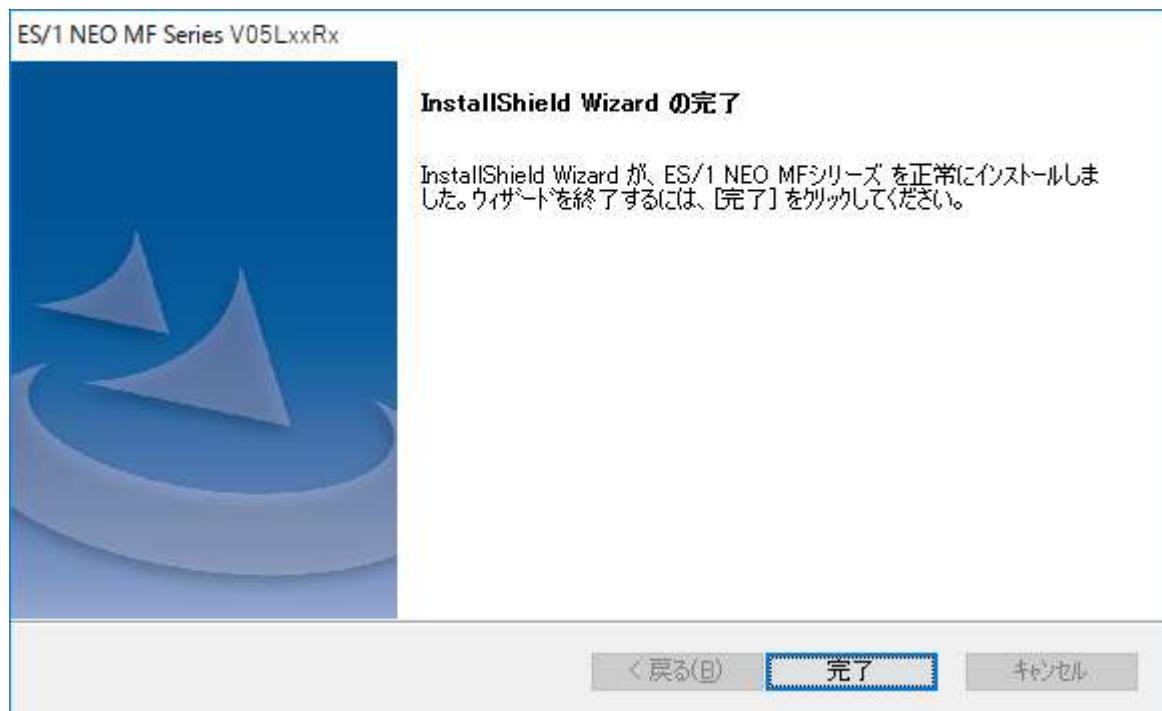 ES/1 NEO MF Series V05LxxRx
InstallShield Wizard の完了
InstallShield Wizard が、ES/1 NEO MFシリーズ を正常にインストールしま
した。ウィザードを終了するには、[完了] をクリックしてください。
< 戻る(B) 完了 キャンセル